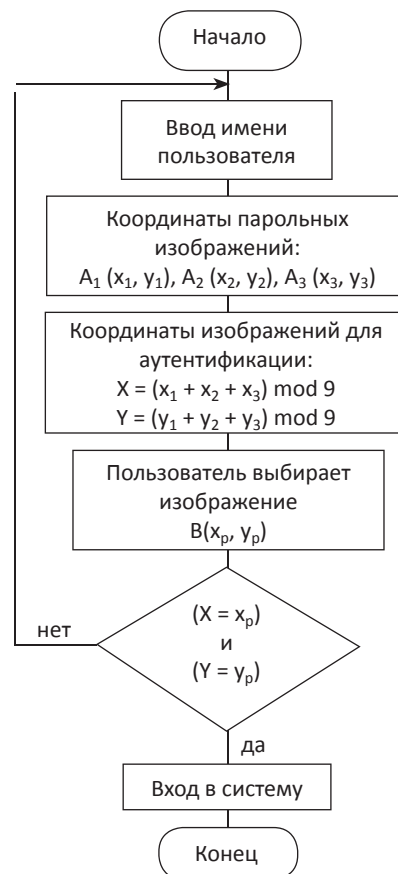 Начало
Ввод имени
пользователя
Координаты парольных
изображений:
A₁ (x₁, y₁), A₂ (x₂, y₂), A₃ (x₃, y₃)
Координаты изображений для
аутентификации:
X = (x₁ + x₂ + x₃) mod 9
Y = (y₁ + y₂ + y₃) mod 9
Пользователь выбирает
изображение
B(xₚ, yₚ)
(X = xₚ)
и
(Y = yₚ)
нет
да
Вход в систему
Конец